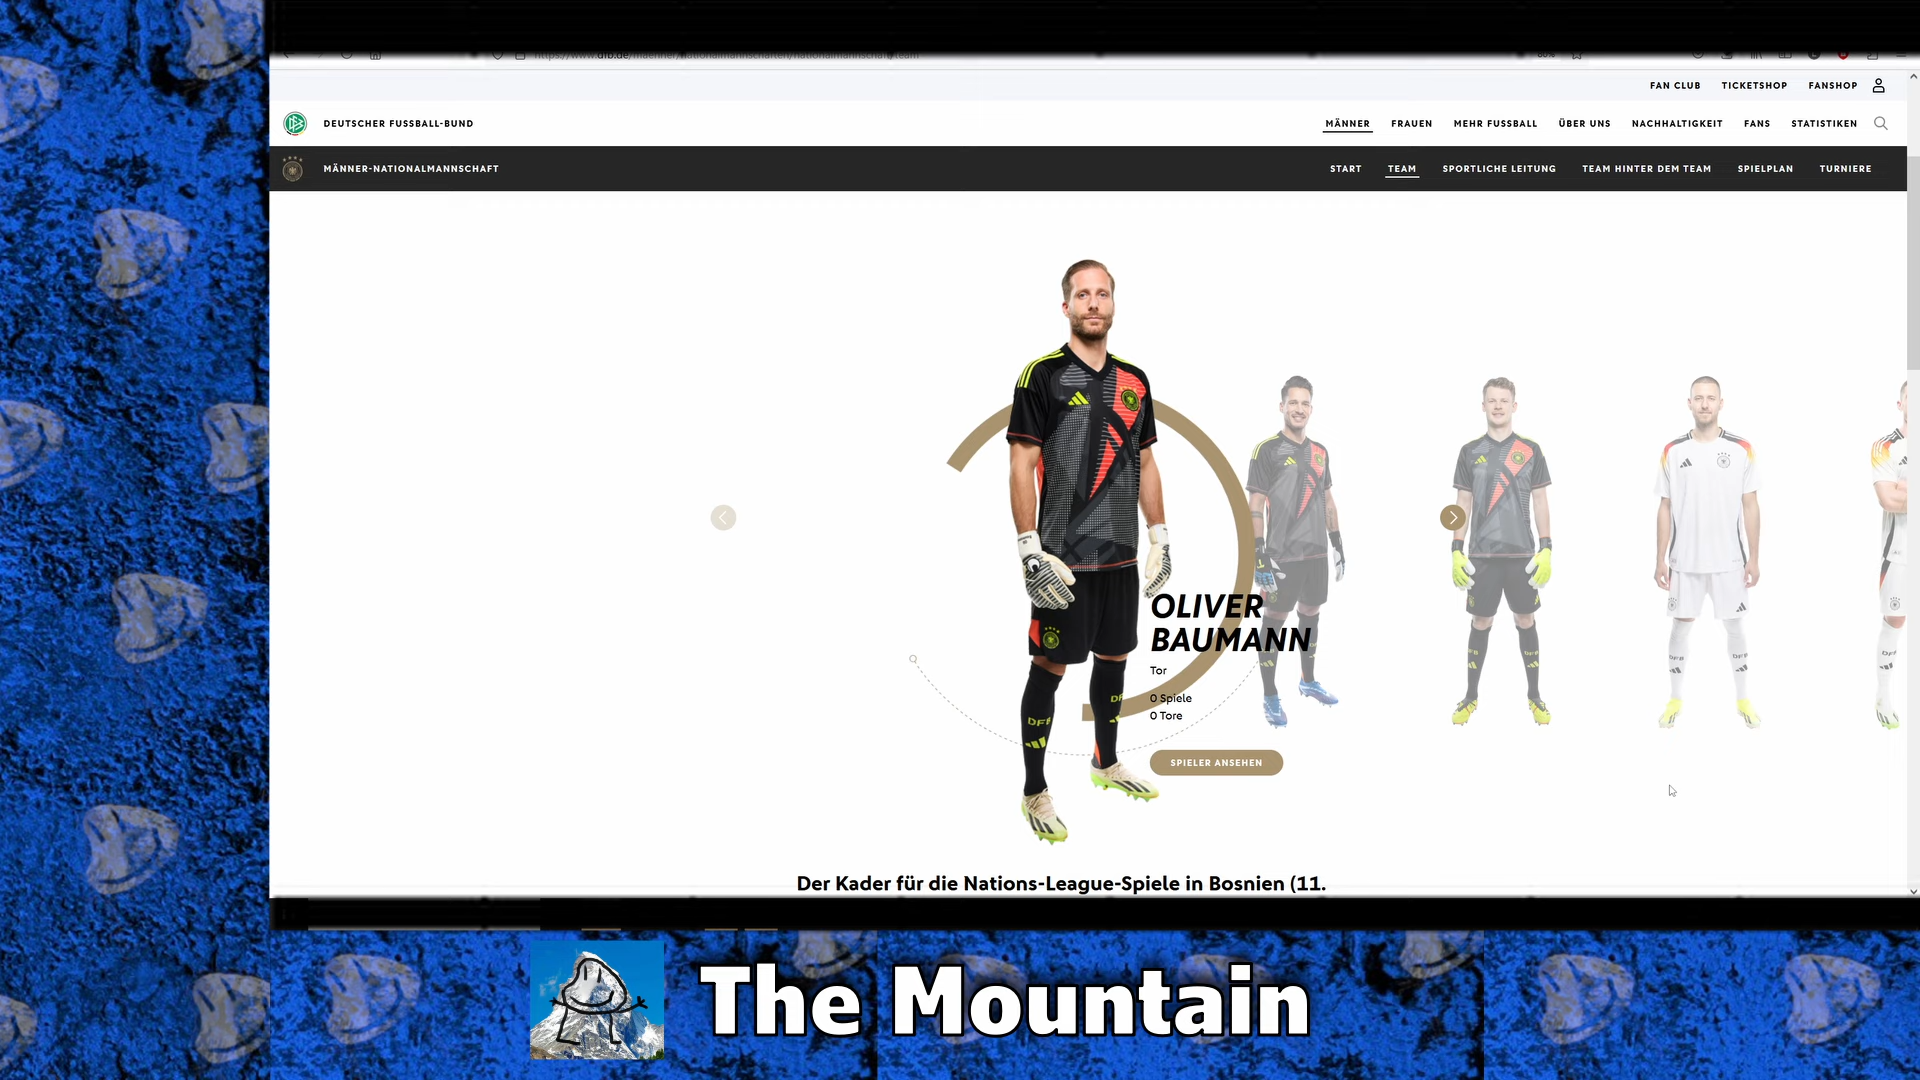 FAN CLUB TICKETSHOP FANSHOP
DEUTSCHER FUSSBALL-BUND
MÄNNER FRAUEN MEHR FUSSBALL ÜBER UNS NACHHALTIGKEIT FANS STATISTIKEN
MÄNNER-NATIONALMANNSCHAFT
START TEAM SPORTLICHE LEITUNG TEAM HINTER DEM TEAM SPIELPLAN TURNIERE
OLIVER
BAUMANN
Tor
0 Spiele
0 Tore
DFB
SPIELER ANSEHEN
Der Kader für die Nations-League-Spiele in Bosnien (11.
The Mountain